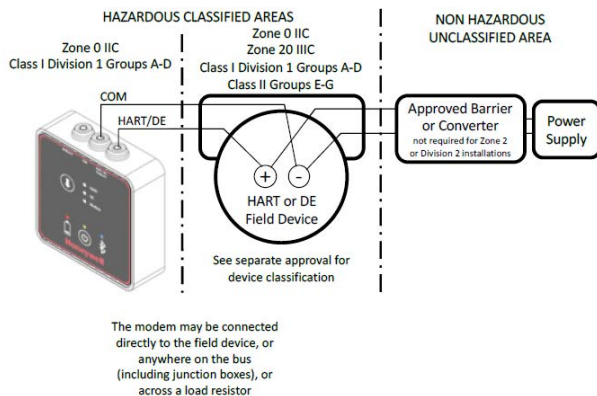 HAZARDOUS CLASSIFIED AREAS
NON HAZARDOUS
UNCLASSIFIED AREA
Zone 0 IIC
Class I Division 1 Groups A-D
Zone 0 IIC
Zone 20 IIIC
Class I Division 1 Groups A-D
Class II Groups E-G
COM
HART/DE
Honeywell
+
-
HART or DE
Field Device
Approved Barrier
or Converter
not required for Zone 2
or Division 2 installations
Power
Supply
See separate approval for
device classification
The modem may be connected
directly to the field device, or
anywhere on the bus
(including junction boxes), or
across a load resistor